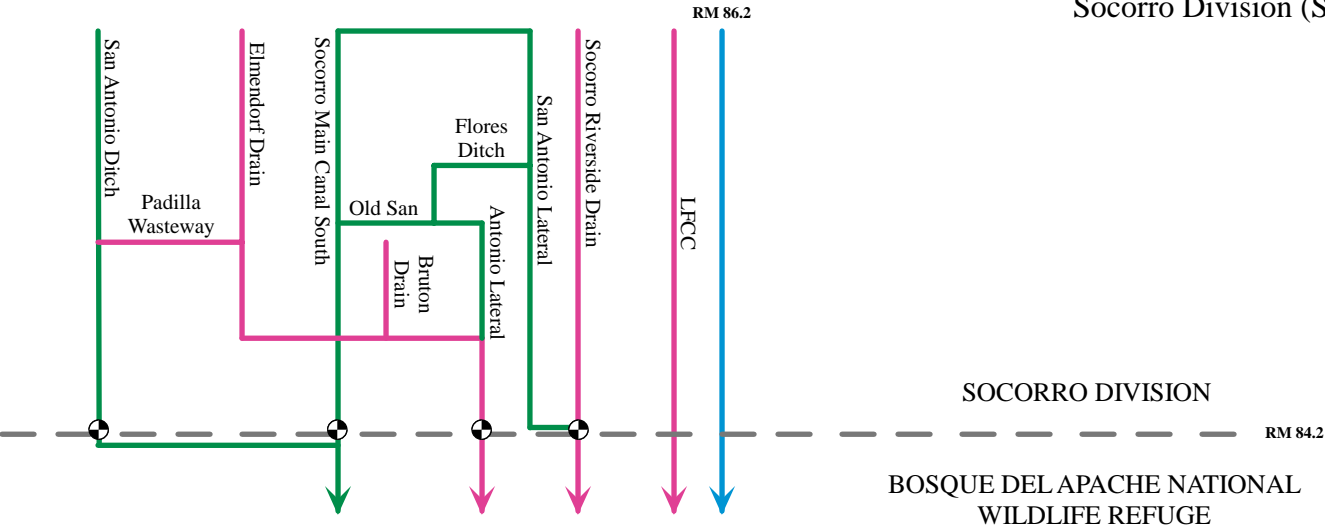 RM 86.2
Socorro Division (S
San Antonio Ditch
Elmendorf Drain
Socorro Main Canal South
San Antonio Lateral
Socorro Riverside Drain
LFCC
Flores
Ditch
Padilla
Wasteway
Old San
Antonio Lateral
Bruton
Drain
SOCORRO DIVISION
RM 84.2
BOSQUE DEL APACHE NATIONAL
WILDLIFE REFUGE